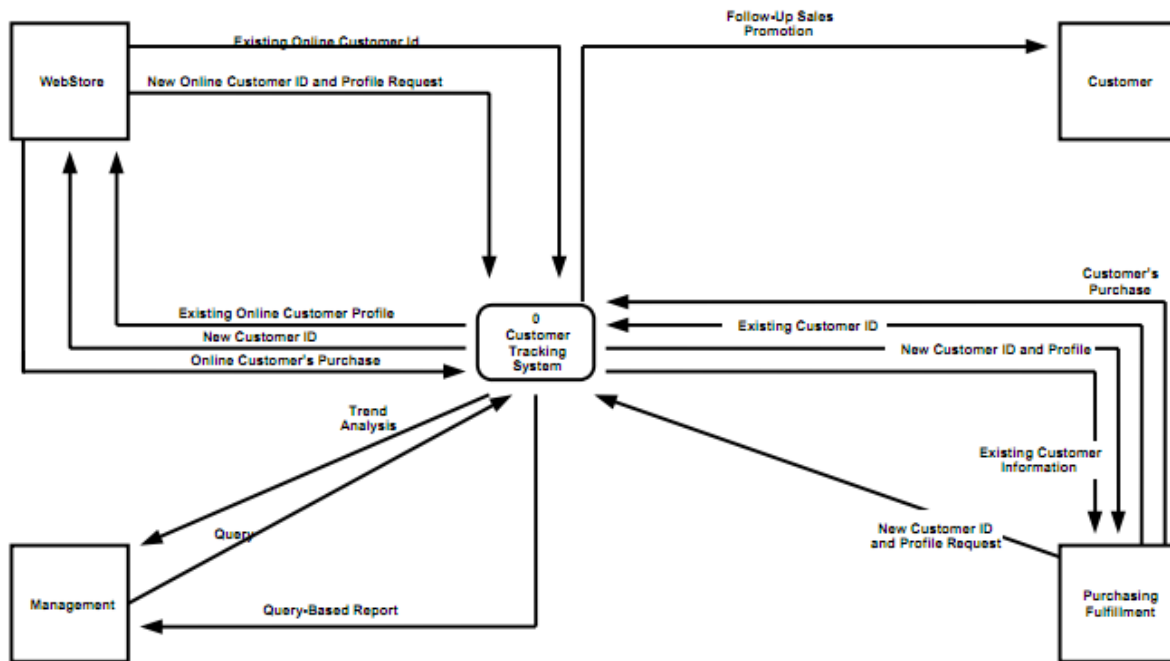 Follow-Up Sales
Promotion
Existing Online Customer Id
WebStore
New Online Customer ID and Profile Request
Customer
Customer's
Purchase
Existing Online Customer Profile
0
Customer
Tracking
System
Existing Customer ID
New Customer ID
New Customer ID and Profile
Online Customer's Purchase
Trend
Analysis
Existing Customer
Information
Query
New Customer ID
and Profile Request
Management
Query-Based Report
Purchasing
Fulfillment